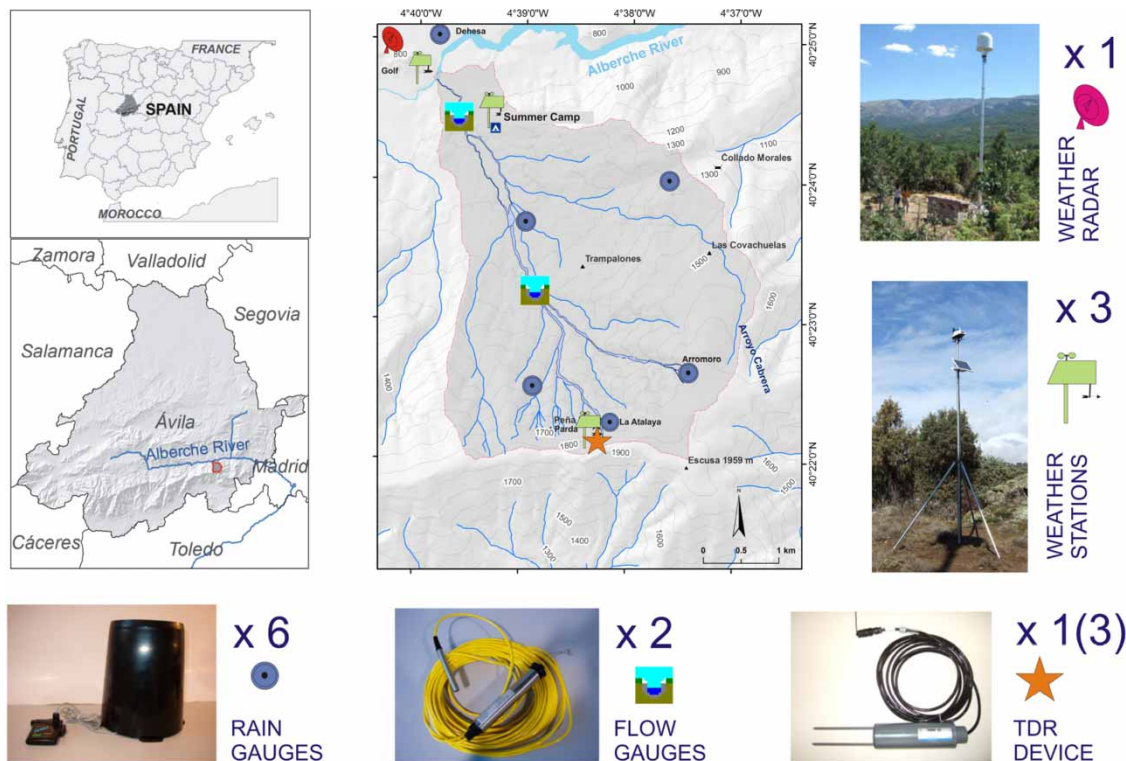 FRANCE
PORTUGAL
SPAIN
MOROCCO
Zamora
Valladolid
Segovia
Salamanca
Ávila
Alberche River
Madrid
Cáceres
Toledo
4°40'0"W
4°39'0"W
4°38'0"W
4°37'0"W
Dehesa
800
Alberche River
40°25'0"N
800
Golf
900
1000
Summer Camp
1200
1300
1100
Collado Morales
1300
40°24'0"N
Las Covachuelas
Trampalones
1500
1600
40°23'0"N
Arroyo Cabrera
Arromoro
1400
Peña
Parda
La Atalaya
1700
1800
1900
Escusa 1959 m
1600
1500
40°22'0"N
1700
N
1500
1400
1300
1600
0
0.5
1 km
x 1
WEATHER
RADAR
x 3
WEATHER
STATIONS
x 6
RAIN
GAUGES
x 2
FLOW
GAUGES
x 1(3)
TDR
DEVICE